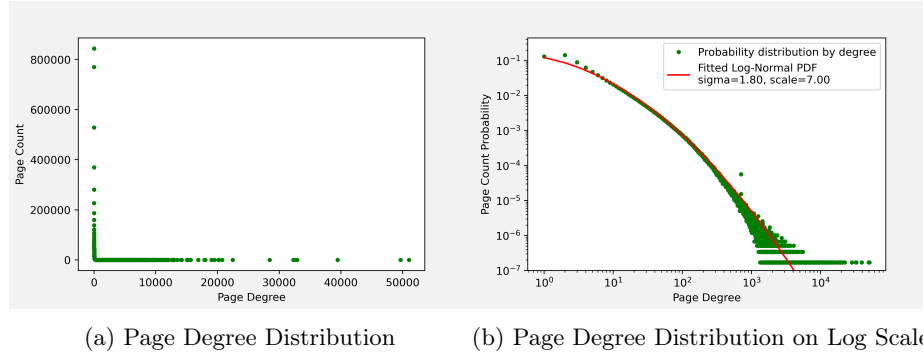 800000
600000
400000
200000
0
Page Count
0 10000 20000 30000 40000 50000
Page Degree
Probability distribution by degree
Fitted Log-Normal PDF
sigma=1.80, scale=7.00
10⁻¹
10⁻²
10⁻³
10⁻⁴
10⁻⁵
10⁻⁶
10⁻⁷
Page Count Probability
10⁰ 10¹ 10² 10³ 10⁴
Page Degree
(a) Page Degree Distribution
(b) Page Degree Distribution on Log Scale